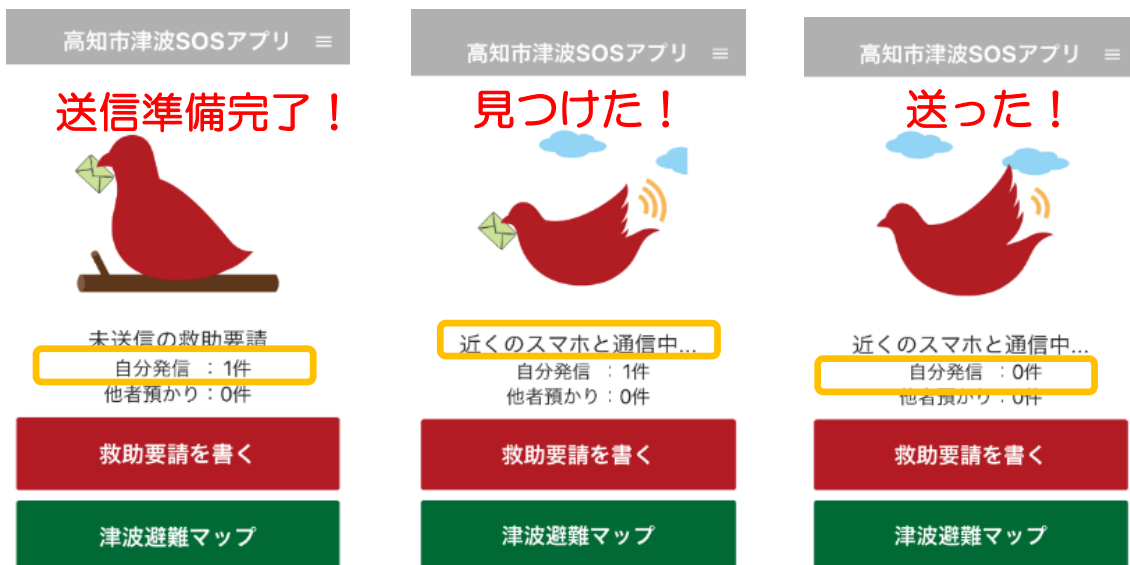 高知市津波SOSアプリ ≡
送信準備完了！
未送信の救助要請
自分発信 ：1件
他者預かり：0件
救助要請を書く
津波避難マップ
高知市津波SOSアプリ ≡
見つけた！
近くのスマホと通信中...
自分発信 ：1件
他者預かり：0件
救助要請を書く
津波避難マップ
高知市津波SOSアプリ ≡
送った！
近くのスマホと通信中...
自分発信 ：0件
他者預かり：0件
救助要請を書く
津波避難マップ